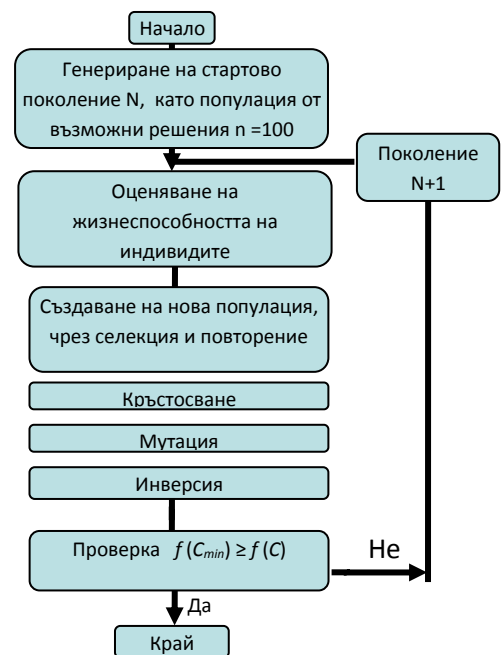 Начало
Генериране на стартово
поколение N, като популация от
възможни решения n =100
Поколение
N+1
Оценяване на
жизнеспособността на
индивидите
Създаване на нова популация,
чрез селекция и повторение
Кръстосване
Мутация
Инверсия
Проверка f (Cmin) ≥ f (C)
Не
Да
Край